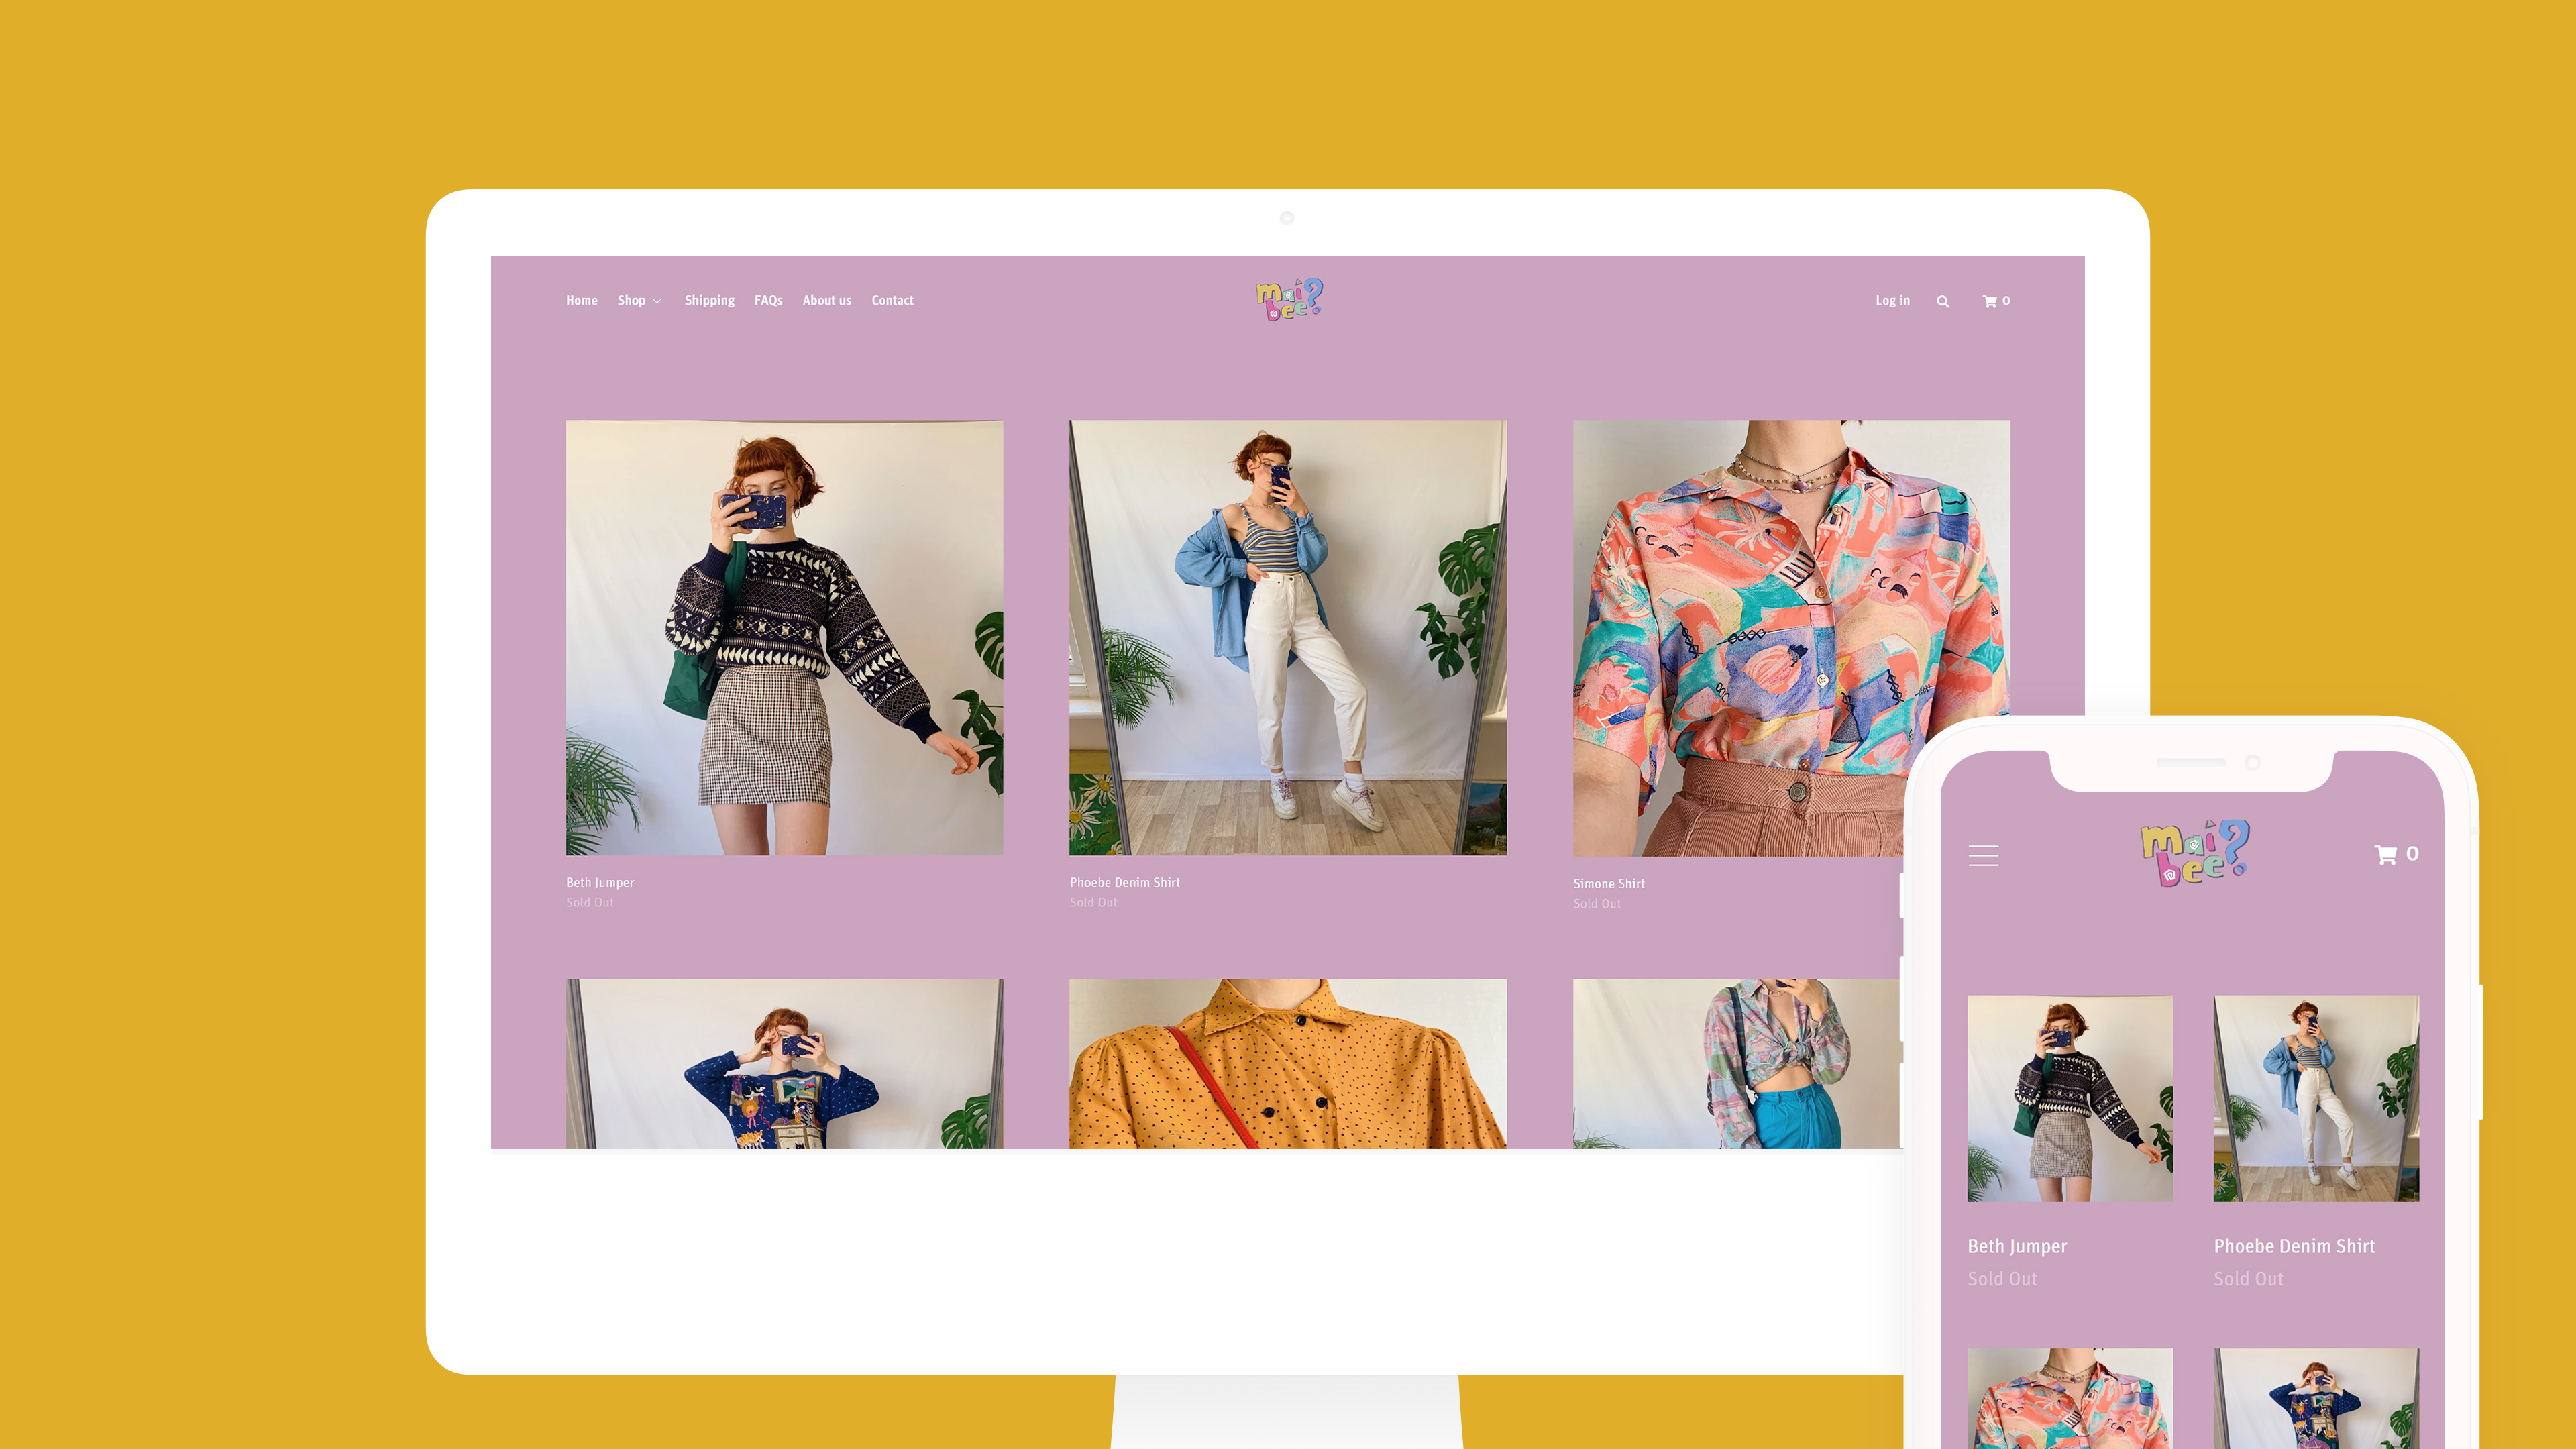 Home Shop Shipping FAQs About us Contact
mai
bee?
Log in 0
Beth Jumper
Sold Out
Phoebe Denim Shirt
Sold Out
Simone Shirt
Sold Out
mai
bee?
0
Beth Jumper
Sold Out
Phoebe Denim Shirt
Sold Out